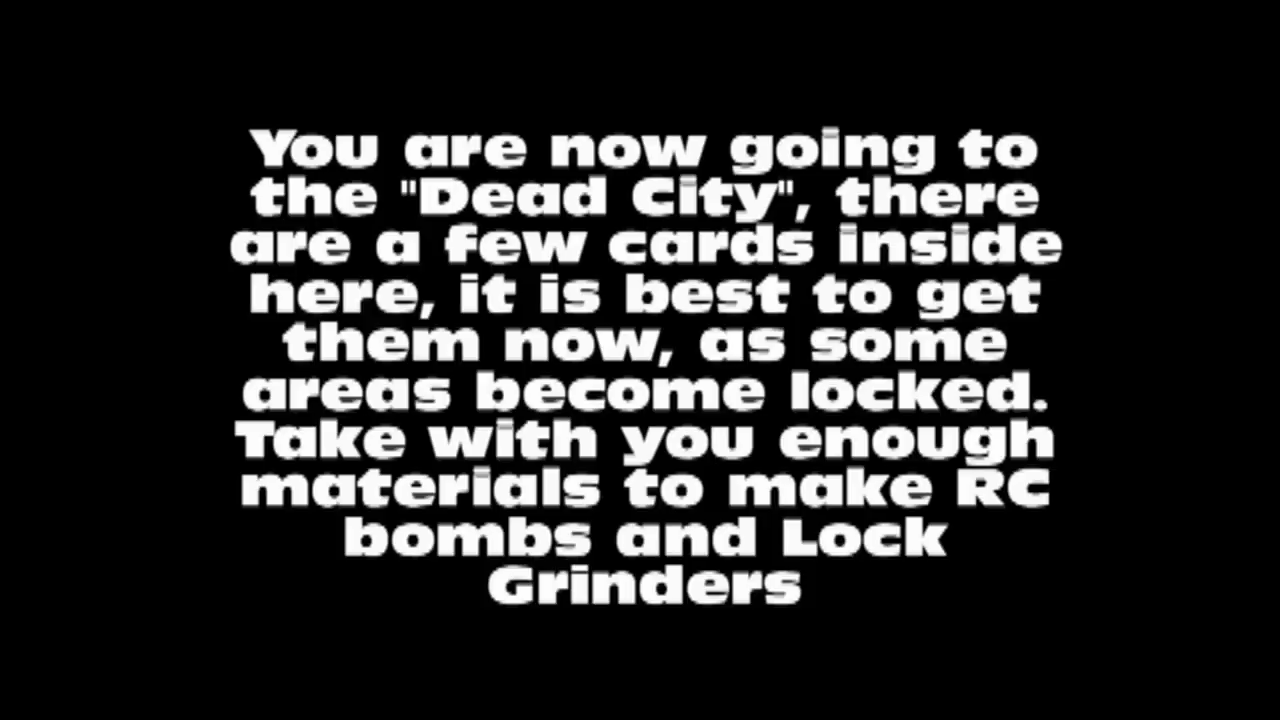 You are now going to
the "Dead City", there
are a few cards inside
here, it is best to get
them now, as some
areas become locked.
Take with you enough
materials to make RC
bombs and Lock
Grinders